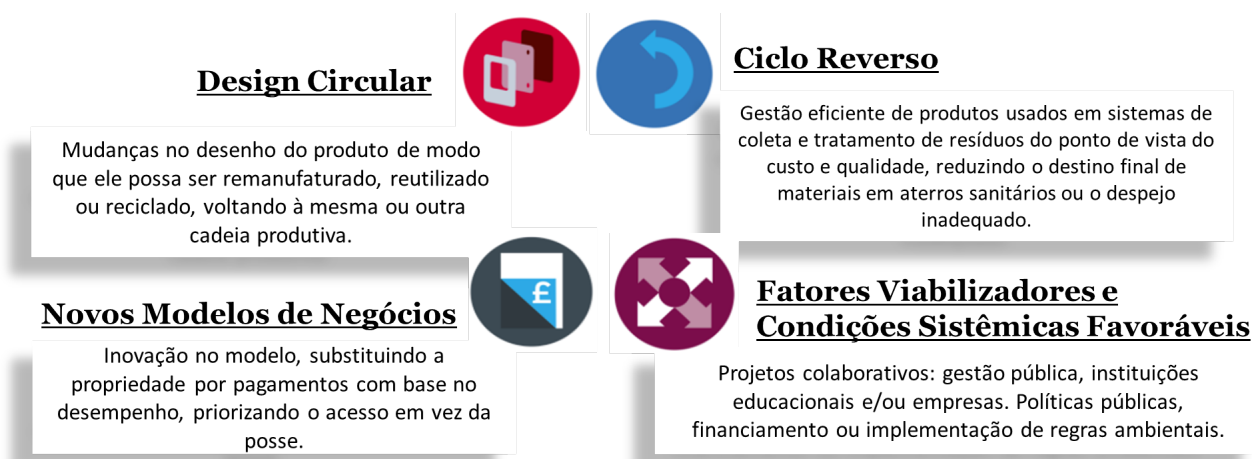 Design Circular
Mudanças no desenho do produto de modo
que ele possa ser remanufaturado, reutilizado
ou reciclado, voltando à mesma ou outra
cadeia produtiva.
Ciclo Reverso
Gestão eficiente de produtos usados em sistemas de
coleta e tratamento de resíduos do ponto de vista do
custo e qualidade, reduzindo o destino final de
materiais em aterros sanitários ou o despejo
inadequado.
Novos Modelos de Negócios
£
Inovação no modelo, substituindo a
propriedade por pagamentos com base no
desempenho, priorizando o acesso em vez da
posse.
Fatores Viabilizadores e
Condições Sistêmicas Favoráveis
Projetos colaborativos: gestão pública, instituições
educacionais e/ou empresas. Políticas públicas,
financiamento ou implementação de regras ambientais.